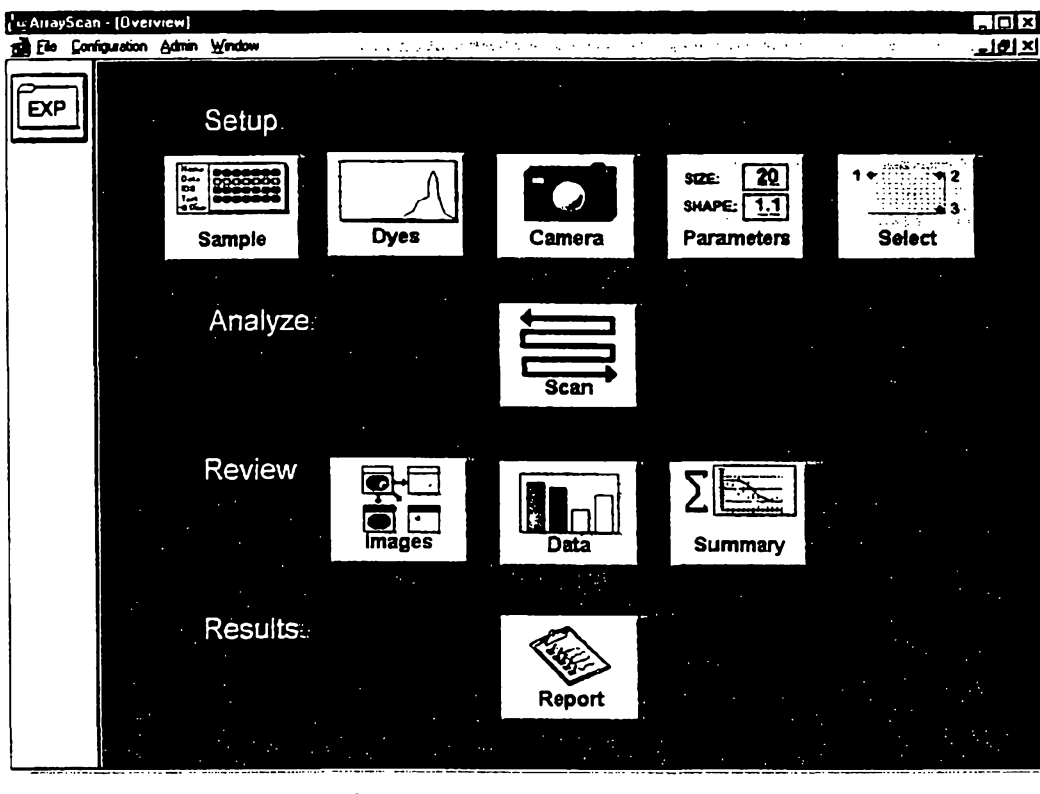 ArrayScan - [Overview]
File Configuration Admin Window
EXP
Setup
Name
Sample
Dyes
Camera
SIZE: 20
SHAPE: 1.1
Parameters
1 2
3
Select
Analyze
Scan
Review
Images
Data
Σ
Summary
Results
Report